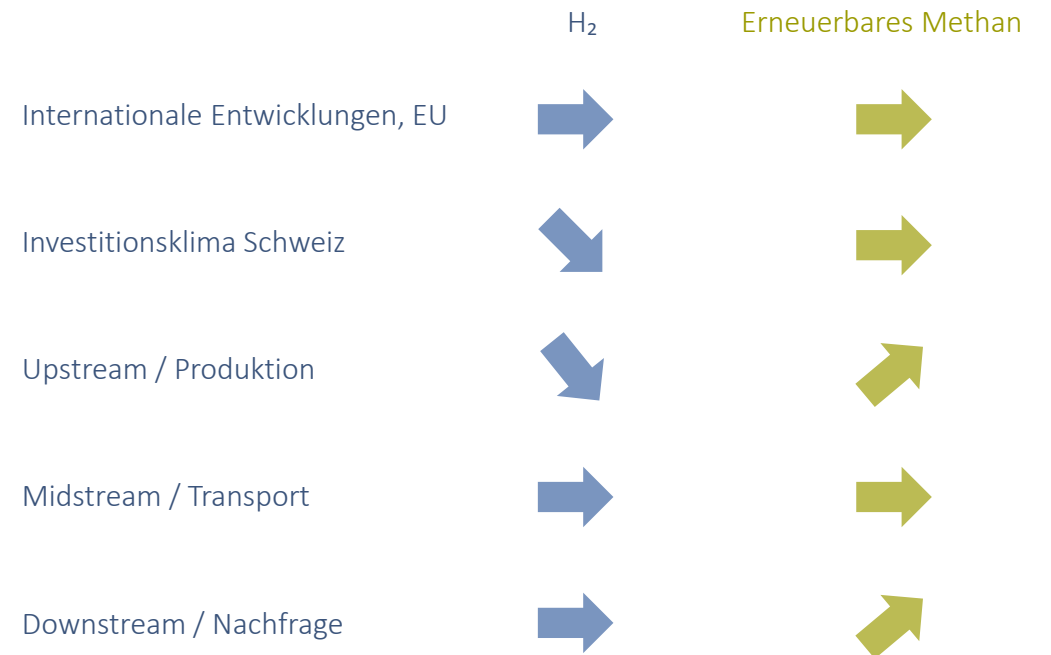 H₂ Erneuerbares Methan
Internationale Entwicklungen, EU
Investitionsklima Schweiz
Upstream / Produktion
Midstream / Transport
Downstream / Nachfrage